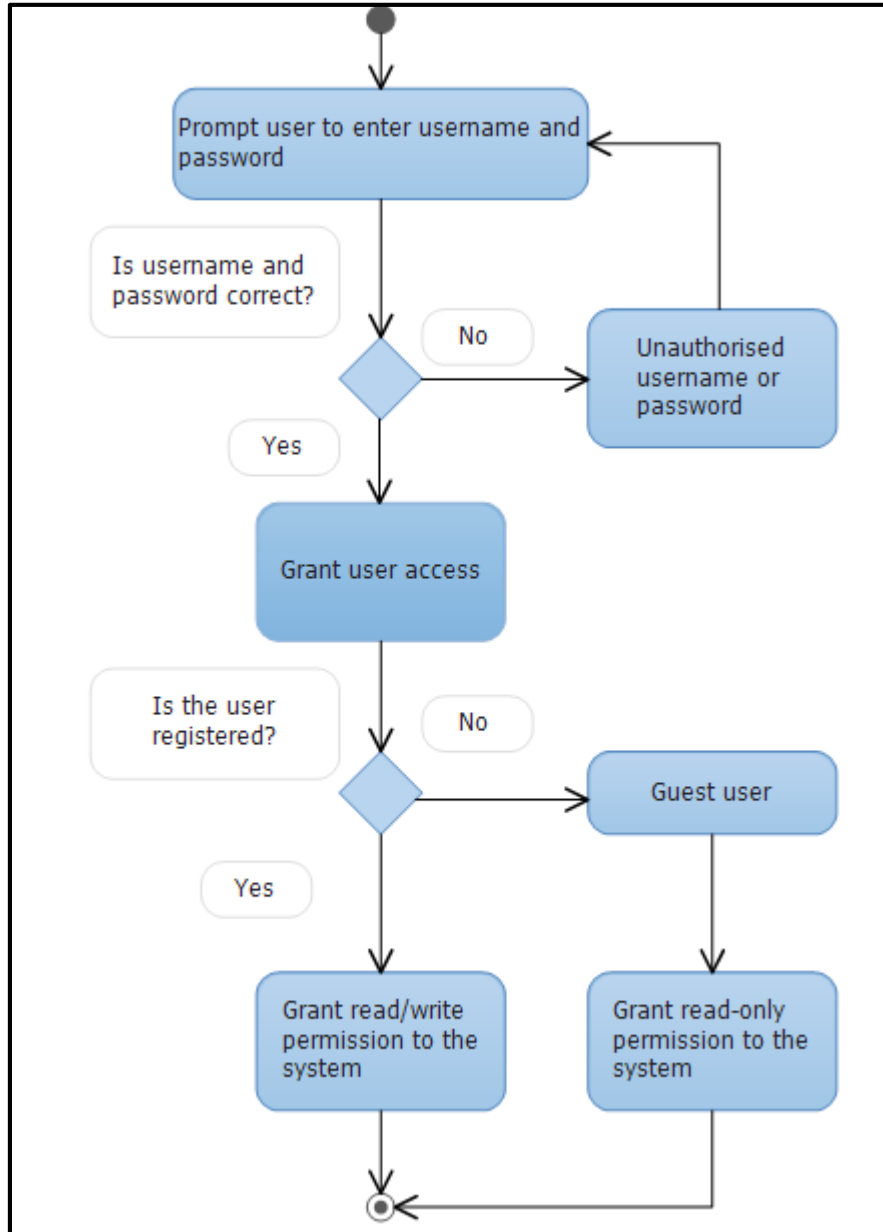 Prompt user to enter username and
password
Is username and
password correct?
No
Unauthorised
username or
password
Yes
Grant user access
Is the user
registered?
No
Guest user
Yes
Grant read/write
permission to the
system
Grant read-only
permission to the
system